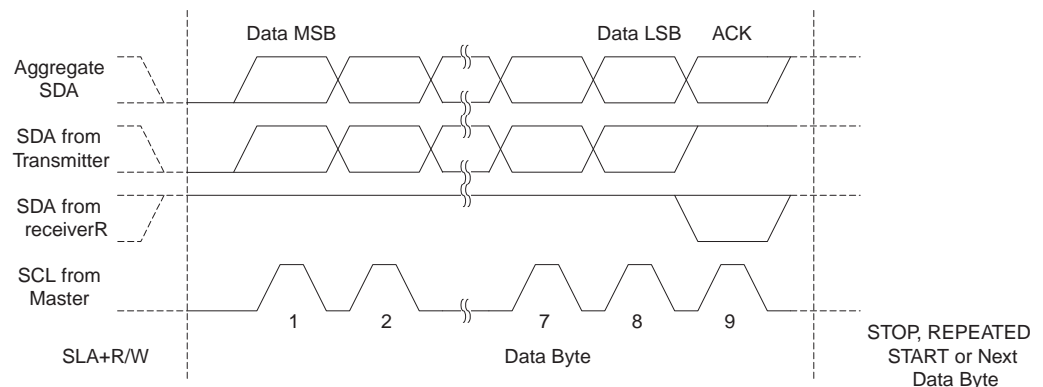 Data MSB
Data LSB
ACK
Aggregate
SDA
SDA from
Transmitter
SDA from
receiverR
SCL from
Master
1
2
7
8
9
SLA+R/W
Data Byte
STOP, REPEATED
START or Next
Data Byte